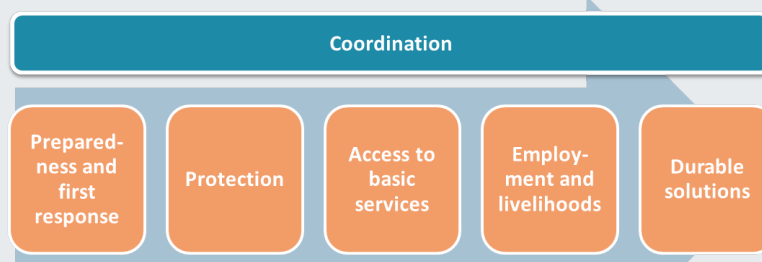 Coordination
Prepared-
ness and
first
response
Protection
Access to
basic
services
Employ-
ment and
livelihoods
Durable
solutions